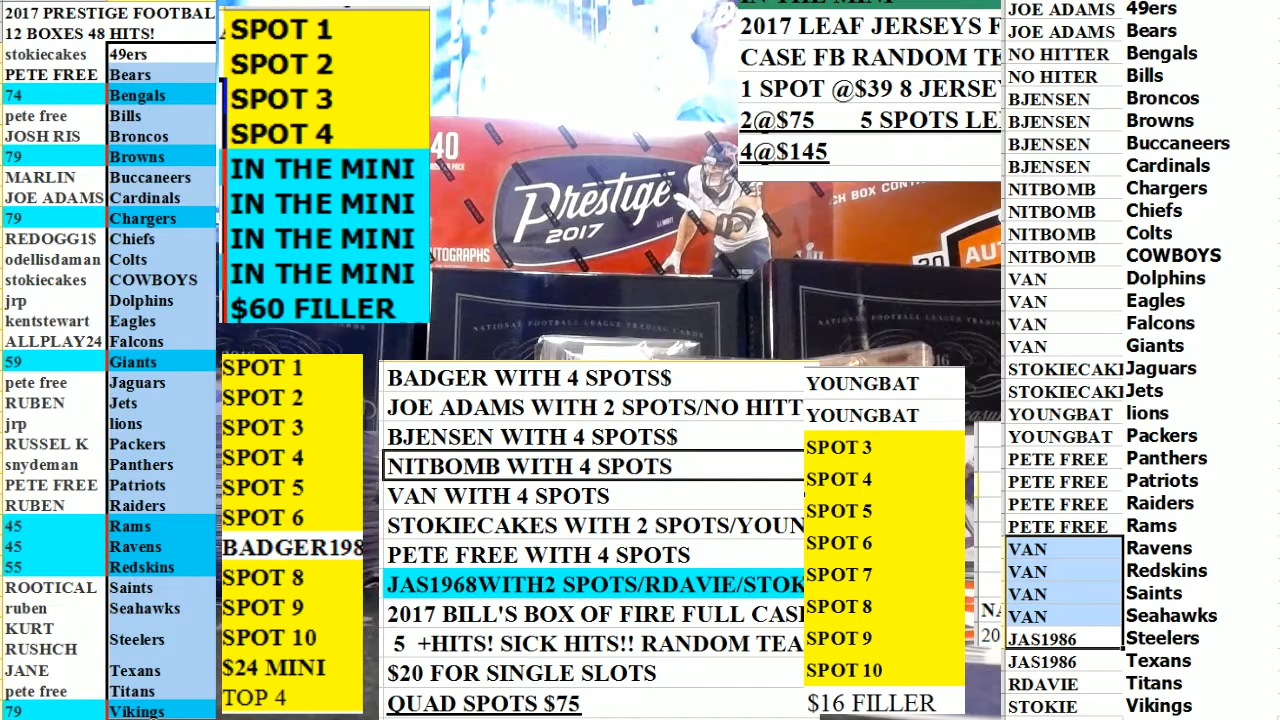 2017 PRESTIGE FOOTBAL
12 BOXES 48 HITS!
stokiecakes 49ers
PETE FREE Bears
74 Bengals
pete free Bills
JOSH RIS Broncos
79 Browns
MARLIN Buccaneers
JOE ADAMS Cardinals
79 Chargers
REDOGG1$ Chiefs
odellisdaman Colts
stokiecakes COWBOYS
jrp Dolphins
kentstewart Eagles
ALLPLAY24 Falcons
59 Giants
pete free Jaguars
RUBEN Jets
jrp lions
RUSSEL K Packers
snydeman Panthers
PETE FREE Patriots
RUBEN Raiders
45 Rams
45 Ravens
55 Redskins
ROOTICAL Saints
ruben Seahawks
KURT
RUSHCH Steelers
JANE Texans
pete free Titans
79 Vikings
SPOT 1
SPOT 2
SPOT 3
SPOT 4
IN THE MINI
IN THE MINI
IN THE MINI
IN THE MINI
$60 FILLER
SPOT 1
SPOT 2
SPOT 3
SPOT 4
SPOT 5
SPOT 6
BADGER198
SPOT 8
SPOT 9
SPOT 10
$24 MINI
TOP 4
40
Prestige
2017
AUTOGRAPHS
NATIONAL FOOTBALL LEAGUE TRADING CARDS
IN THE MINI
2017 LEAF JERSEYS F
CASE FB RANDOM TE
1 SPOT @$39 8 JERSE
2@$75 5 SPOTS LE
4@$145
BADGER WITH 4 SPOTS$
JOE ADAMS WITH 2 SPOTS/NO HITT
BJENSEN WITH 4 SPOTS$
NITBOMB WITH 4 SPOTS
VAN WITH 4 SPOTS
STOKIECAKES WITH 2 SPOTS/YOUN
PETE FREE WITH 4 SPOTS
JAS1968WITH2 SPOTS/RDAVIE/STOK
2017 BILL'S BOX OF FIRE FULL CAS
5 +HITS! SICK HITS!! RANDOM TEA
$20 FOR SINGLE SLOTS
QUAD SPOTS $75
YOUNGBAT
YOUNGBAT
SPOT 3
SPOT 4
SPOT 5
SPOT 6
SPOT 7
SPOT 8
SPOT 9
SPOT 10
$16 FILLER
NA
20
JOE ADAMS 49ers
JOE ADAMS Bears
NO HITTER Bengals
NO HITER Bills
BJENSEN Broncos
BJENSEN Browns
BJENSEN Buccaneers
BJENSEN Cardinals
NITBOMB Chargers
NITBOMB Chiefs
NITBOMB Colts
NITBOMB COWBOYS
VAN Dolphins
VAN Eagles
VAN Falcons
VAN Giants
STOKIECAKI Jaguars
STOKIECAKI Jets
YOUNGBAT lions
YOUNGBAT Packers
PETE FREE Panthers
PETE FREE Patriots
PETE FREE Raiders
PETE FREE Rams
VAN Ravens
VAN Redskins
VAN Saints
VAN Seahawks
JAS1986 Steelers
JAS1986 Texans
RDAVIE Titans
STOKIE Vikings